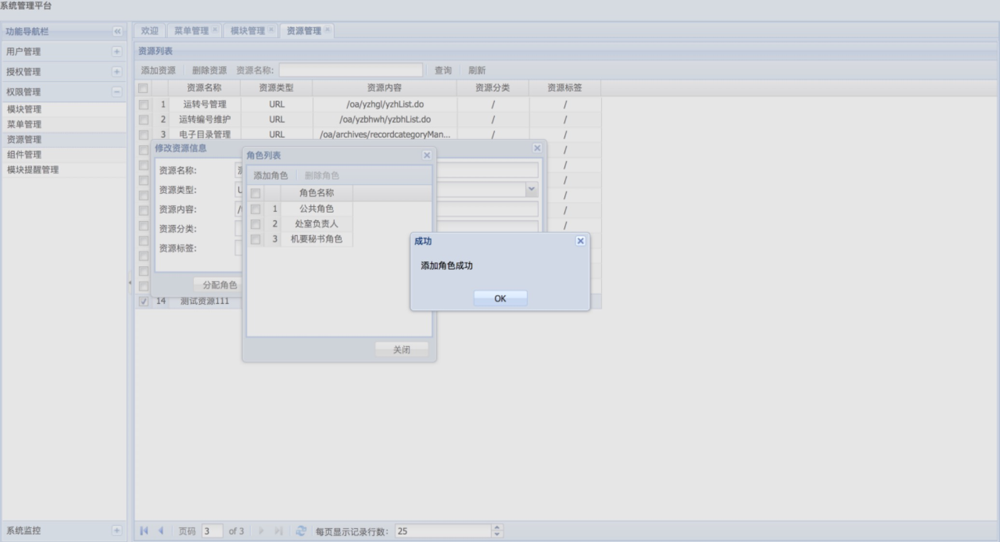 系统管理平台
功能导航栏
用户管理
授权管理
权限管理
模块管理
菜单管理
资源管理
组件管理
模块提醒管理
系统监控
欢迎 菜单管理 模块管理 资源管理
资源列表
添加资源 删除资源 资源名称: 查询 刷新
资源名称 资源类型 资源内容 资源分类 资源标签
1 运转号管理 URL /oa/yzhgl/yzhList.do / /
2 运转编号维护 URL /oa/yzbhwh/yzbhList.do / /
3 电子目录管理 URL /oa/archives/recordcategoryMan... / /
/
/
/
/
/
/
14 测试资源111
修改资源信息
资源名称:
资源类型: U
资源内容:
资源分类:
资源标签:
分配角色
角色列表
添加角色 删除角色
角色名称
1 公共角色
2 处室负责人
3 机要秘书角色
关闭
成功
添加角色成功
OK
页码 3 of 3 每页显示记录行数: 25